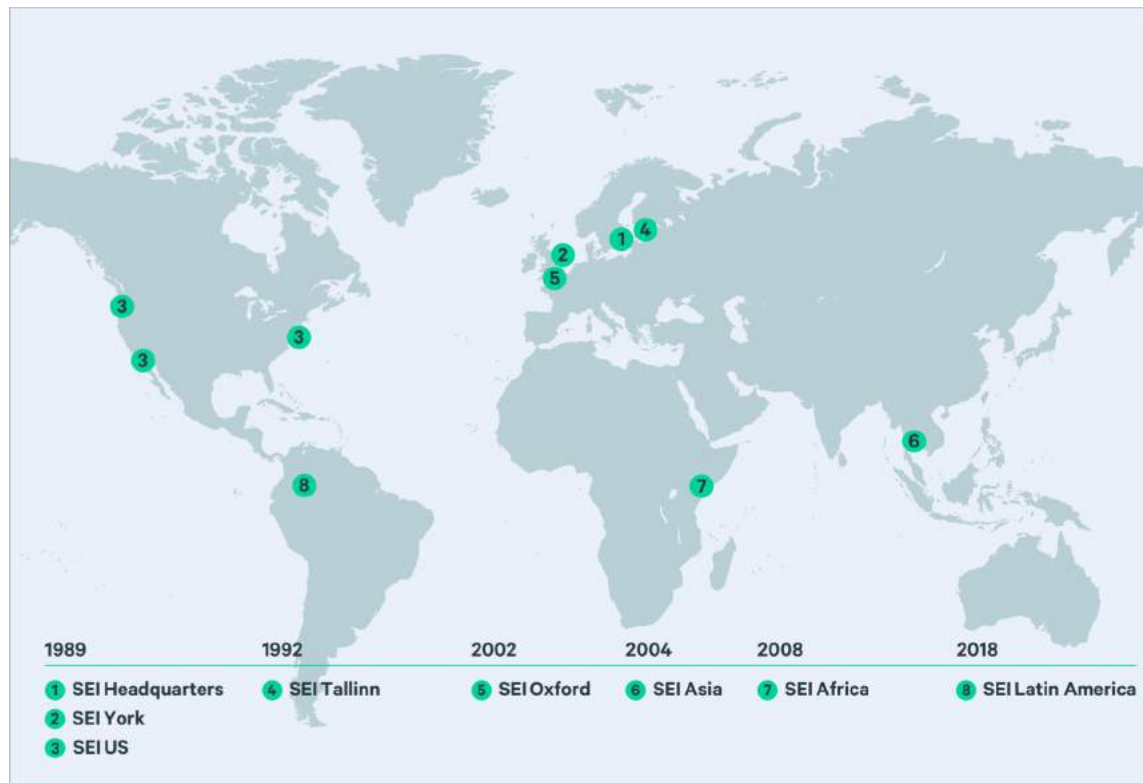 1
4
2
5
3
3
3
6
8
7
1989 1992 2002 2004 2008 2018
1 SEI Headquarters 4 SEI Tallinn 5 SEI Oxford 6 SEI Asia 7 SEI Africa 8 SEI Latin America
2 SEI York
3 SEI US